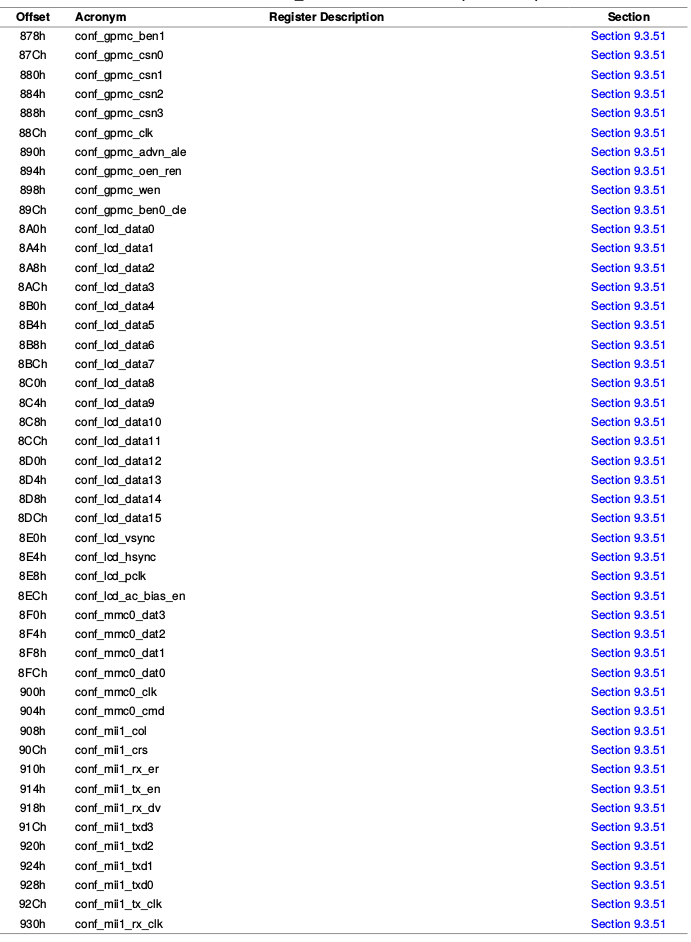 Offset Acronym Register Description Section
878h conf_gpmc_ben1 Section 9.3.51
87Ch conf_gpmc_csn0 Section 9.3.51
880h conf_gpmc_csn1 Section 9.3.51
884h conf_gpmc_csn2 Section 9.3.51
888h conf_gpmc_csn3 Section 9.3.51
88Ch conf_gpmc_clk Section 9.3.51
890h conf_gpmc_advn_ale Section 9.3.51
894h conf_gpmc_oen_ren Section 9.3.51
898h conf_gpmc_wen Section 9.3.51
89Ch conf_gpmc_ben0_cle Section 9.3.51
8A0h conf_lcd_data0 Section 9.3.51
8A4h conf_lcd_data1 Section 9.3.51
8A8h conf_lcd_data2 Section 9.3.51
8ACh conf_lcd_data3 Section 9.3.51
8B0h conf_lcd_data4 Section 9.3.51
8B4h conf_lcd_data5 Section 9.3.51
8B8h conf_lcd_data6 Section 9.3.51
8BCh conf_lcd_data7 Section 9.3.51
8C0h conf_lcd_data8 Section 9.3.51
8C4h conf_lcd_data9 Section 9.3.51
8C8h conf_lcd_data10 Section 9.3.51
8CCh conf_lcd_data11 Section 9.3.51
8D0h conf_lcd_data12 Section 9.3.51
8D4h conf_lcd_data13 Section 9.3.51
8D8h conf_lcd_data14 Section 9.3.51
8DCh conf_lcd_data15 Section 9.3.51
8E0h conf_lcd_vsync Section 9.3.51
8E4h conf_lcd_hsync Section 9.3.51
8E8h conf_lcd_pclk Section 9.3.51
8ECh conf_lcd_ac_bias_en Section 9.3.51
8F0h conf_mmc0_dat3 Section 9.3.51
8F4h conf_mmc0_dat2 Section 9.3.51
8F8h conf_mmc0_dat1 Section 9.3.51
8FCh conf_mmc0_dat0 Section 9.3.51
900h conf_mmc0_clk Section 9.3.51
904h conf_mmc0_cmd Section 9.3.51
908h conf_mii1_col Section 9.3.51
90Ch conf_mii1_crs Section 9.3.51
910h conf_mii1_rx_er Section 9.3.51
914h conf_mii1_tx_en Section 9.3.51
918h conf_mii1_rx_dv Section 9.3.51
91Ch conf_mii1_txd3 Section 9.3.51
920h conf_mii1_txd2 Section 9.3.51
924h conf_mii1_txd1 Section 9.3.51
928h conf_mii1_txd0 Section 9.3.51
92Ch conf_mii1_tx_clk Section 9.3.51
930h conf_mii1_rx_clk Section 9.3.51